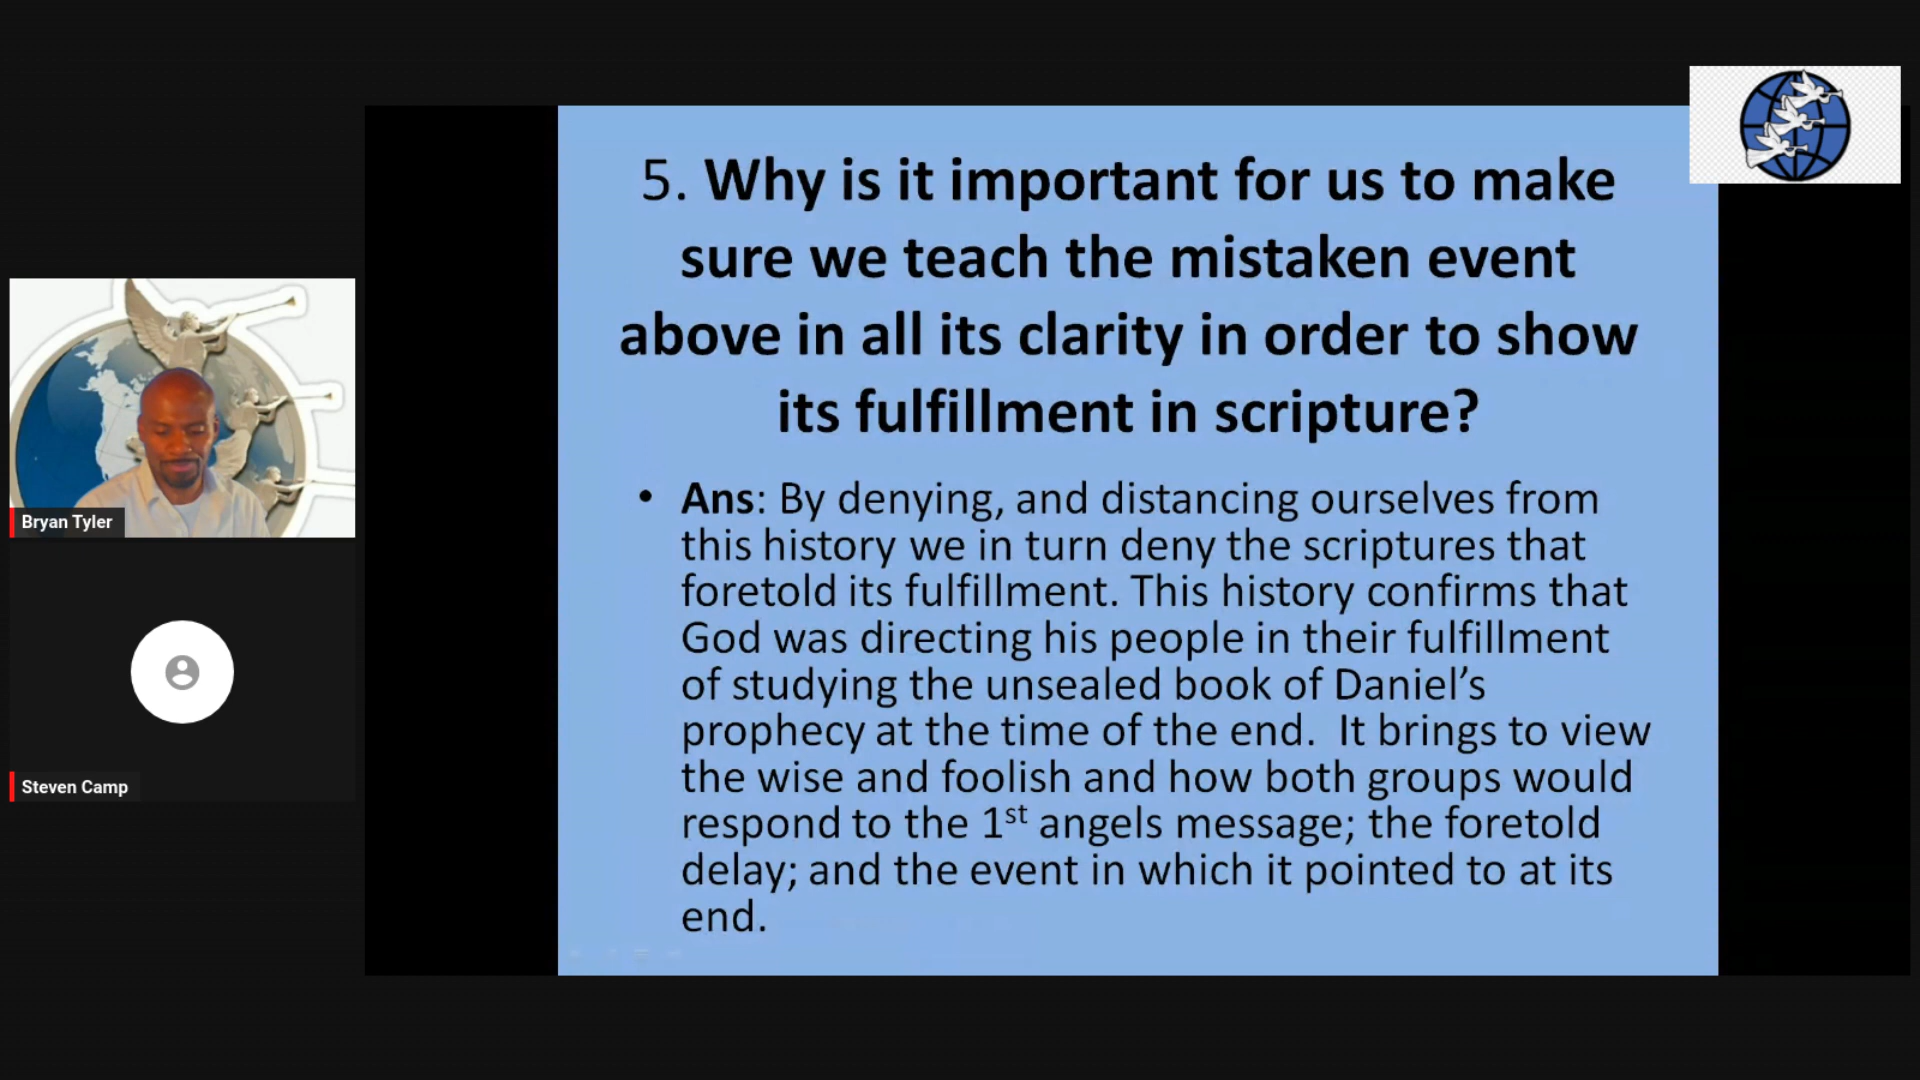 5. Why is it important for us to make
sure we teach the mistaken event
above in all its clarity in order to show
its fulfillment in scripture?
• Ans: By denying, and distancing ourselves from
this history we in turn deny the scriptures that
foretold its fulfillment. This history confirms that
God was directing his people in their fulfillment
of studying the unsealed book of Daniel’s
prophecy at the time of the end.  It brings to view
the wise and foolish and how both groups would
respond to the 1st angels message; the foretold
delay; and the event in which it pointed to at its
end.
Bryan Tyler
Steven Camp